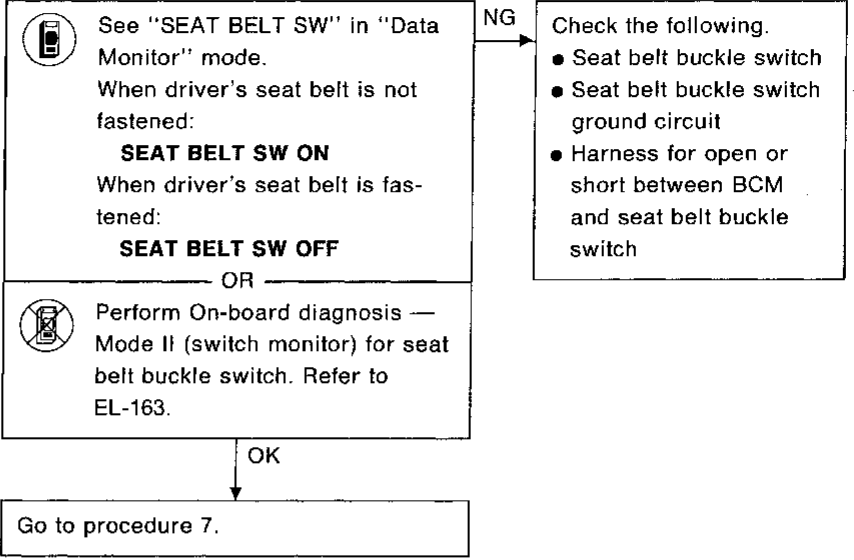 See "SEAT BELT SW" in "Data
Monitor" mode.
When driver's seat belt is not
fastened:
SEAT BELT SW ON
When driver's seat belt is fas-
tened:
SEAT BELT SW OFF
OR
Perform On-board diagnosis —
Mode II (switch monitor) for seat
belt buckle switch. Refer to
EL-163.
NG
Check the following.
● Seat belt buckle switch
● Seat belt buckle switch
ground circuit
● Harness for open or
short between BCM
and seat belt buckle
switch
OK
Go to procedure 7.